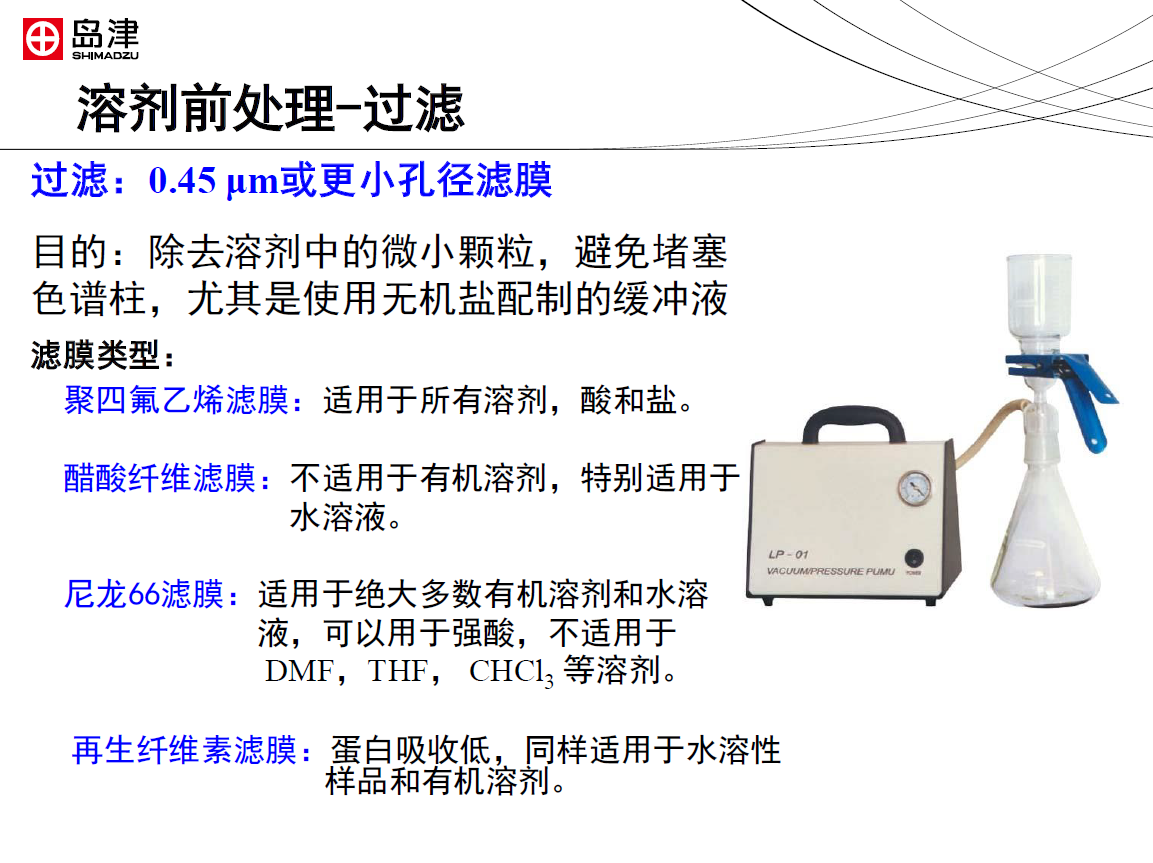 岛津
SHIMADZU
溶剂前处理-过滤
过滤：0.45 μm或更小孔径滤膜
目的：除去溶剂中的微小颗粒，避免堵塞
色谱柱，尤其是使用无机盐配制的缓冲液
滤膜类型：
聚四氟乙烯滤膜：适用于所有溶剂，酸和盐。
醋酸纤维滤膜：不适用于有机溶剂，特别适用于
水溶液。
尼龙66滤膜：适用于绝大多数有机溶剂和水溶
液，可以用于强酸，不适用于
DMF，THF， CHCl₃ 等溶剂。
再生纤维素滤膜：蛋白吸收低，同样适用于水溶性
样品和有机溶剂。
LP-01
VACUUM/PRESSURE PUMU
POWER